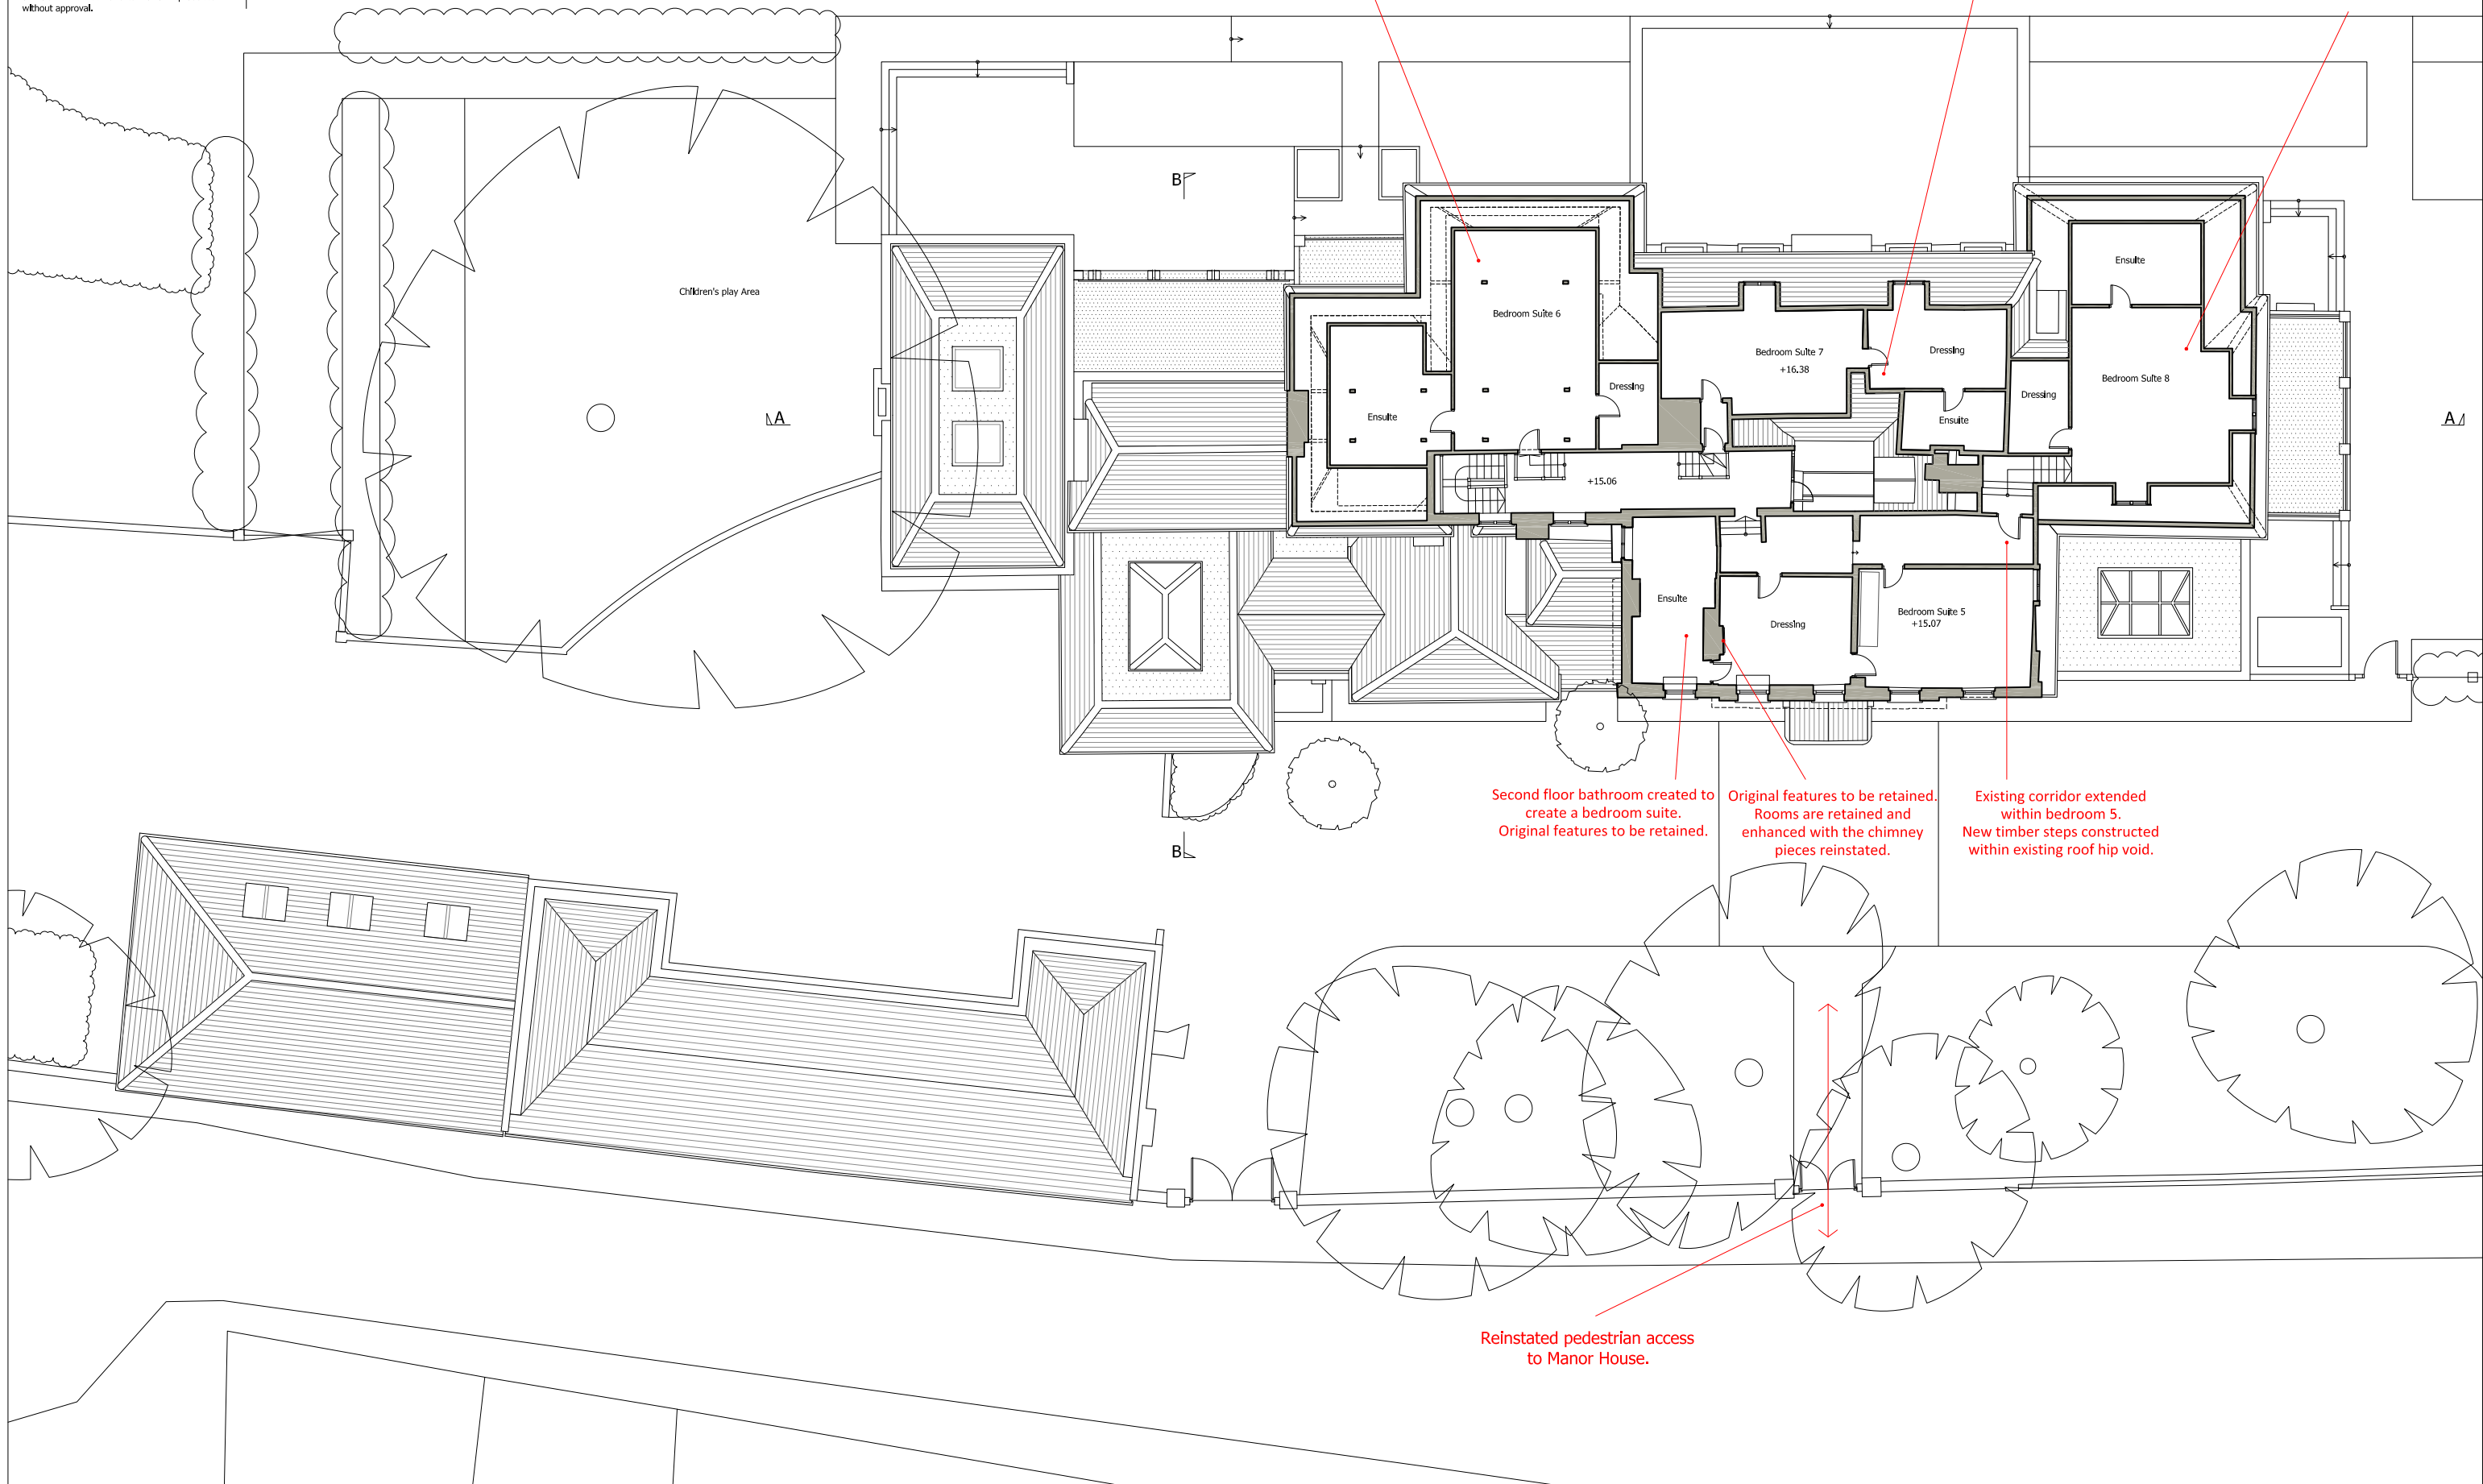 without approval.
B
Ensuite
Children's play Area
Bedroom Suite 6
Bedroom Suite 7
+16.38
Dressing
Bedroom Suite 8
Dressing
Dressing
Ensuite
Ensuite
A
A
+15.06
Ensuite
Dressing
Bedroom Suite 5
+15.07
Second floor bathroom created to
create a bedroom suite.
Original features to be retained.
Original features to be retained.
Rooms are retained and
enhanced with the chimney
pieces reinstated.
Existing corridor extended
within bedroom 5.
New timber steps constructed
within existing roof hip void.
B
Reinstated pedestrian access
to Manor House.